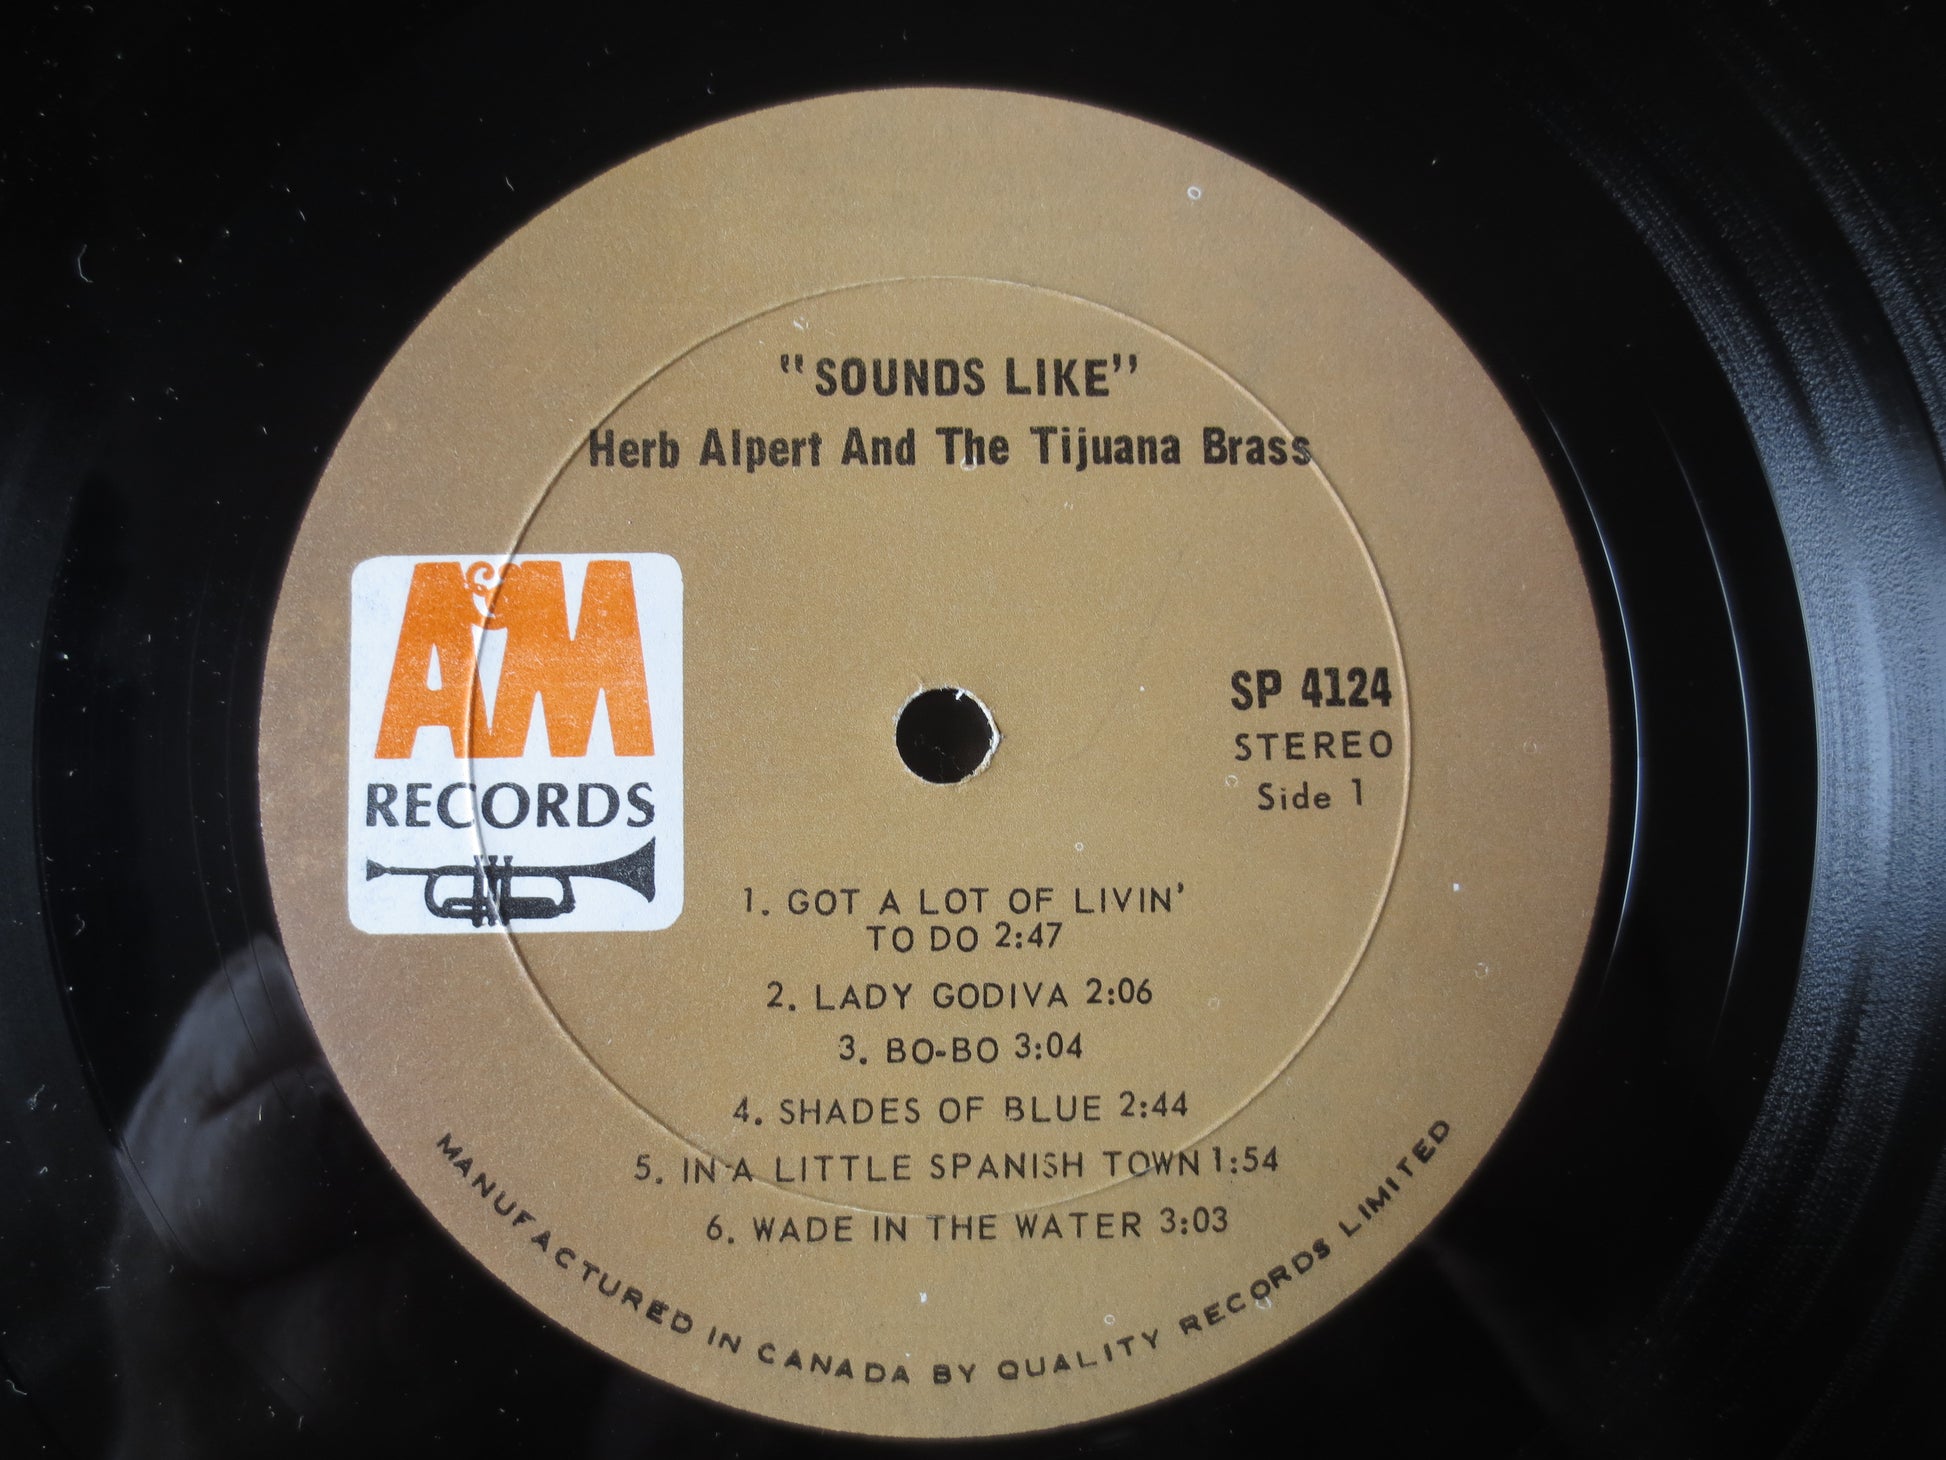 "SOUNDS LIKE"
Herb Alpert And The Tijuana Brass
A&M
RECORDS
SP 4124
STEREO
Side 1
1. GOT A LOT OF LIVIN'
TO DO 2:47
2. LADY GODIVA 2:06
3. BO-BO 3:04
4. SHADES OF BLUE 2:44
5. IN A LITTLE SPANISH TOWN 1:54
6. WADE IN THE WATER 3:03
MANUFACTURED IN CANADA BY QUALITY RECORDS LIMITED